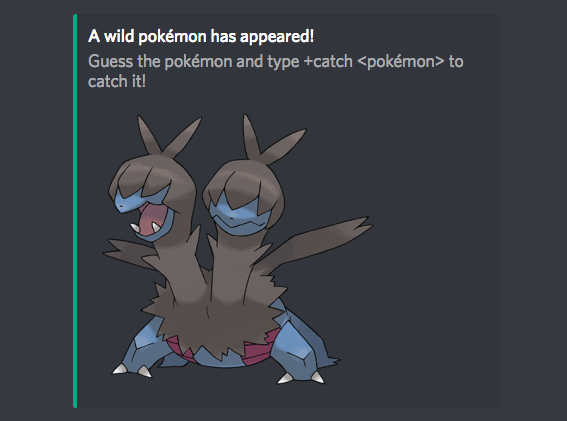 A wild pokémon has appeared!
Guess the pokémon and type +catch <pokémon> to
catch it!